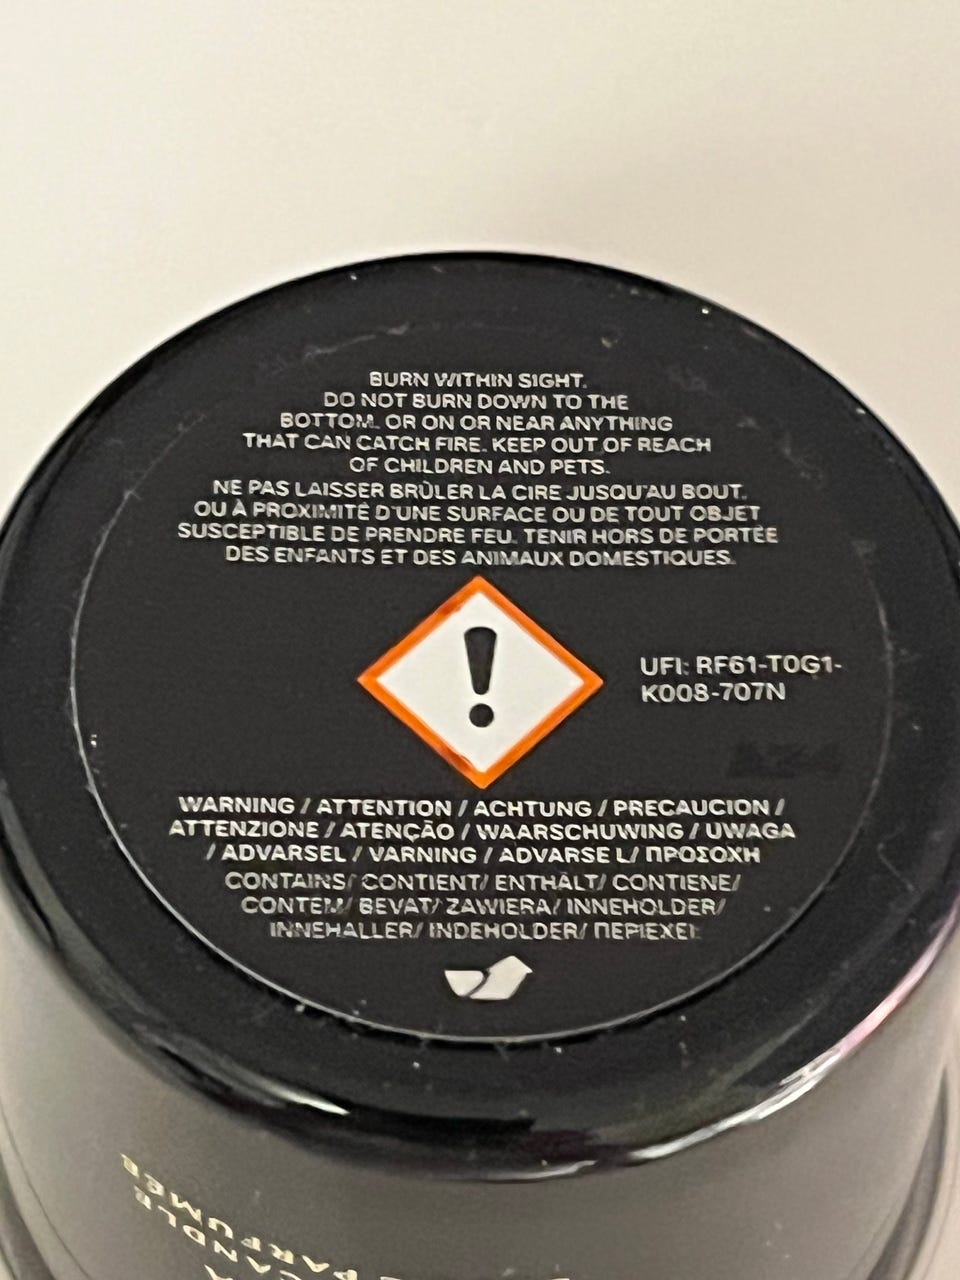 BURN WITHIN SIGHT.
DO NOT BURN DOWN TO THE
BOTTOM. OR ON OR NEAR ANYTHING
THAT CAN CATCH FIRE. KEEP OUT OF REACH
OF CHILDREN AND PETS.
NE PAS LAISSER BRÛLER LA CIRE JUSQU'AU BOUT.
OU À PROXIMITÉ D'UNE SURFACE OU DE TOUT OBJET
SUSCEPTIBLE DE PRENDRE FEU. TENIR HORS DE PORTÉE
DES ENFANTS ET DES ANIMAUX DOMESTIQUES.
UFI: RF61-T0G1-
K008-707N
WARNING / ATTENTION / ACHTUNG / PRECAUCION /
ATTENZIONE / ATENÇÃO / WAARSCHUWING / UWAGA
/ ADVARSEL / VARNING / ADVARSE L/ ΠΡΟΣΟΧΗ
CONTAINS/ CONTIENT/ ENTHÄLT/ CONTIENE/
CONTEM/ BEVAT/ ZAWIERA/ INNEHOLDER/
INNEHALLER/ INDEHOLDER/ ΠΕΡΙΕΧΕΙ:
CANDLE
PARFUMÉE